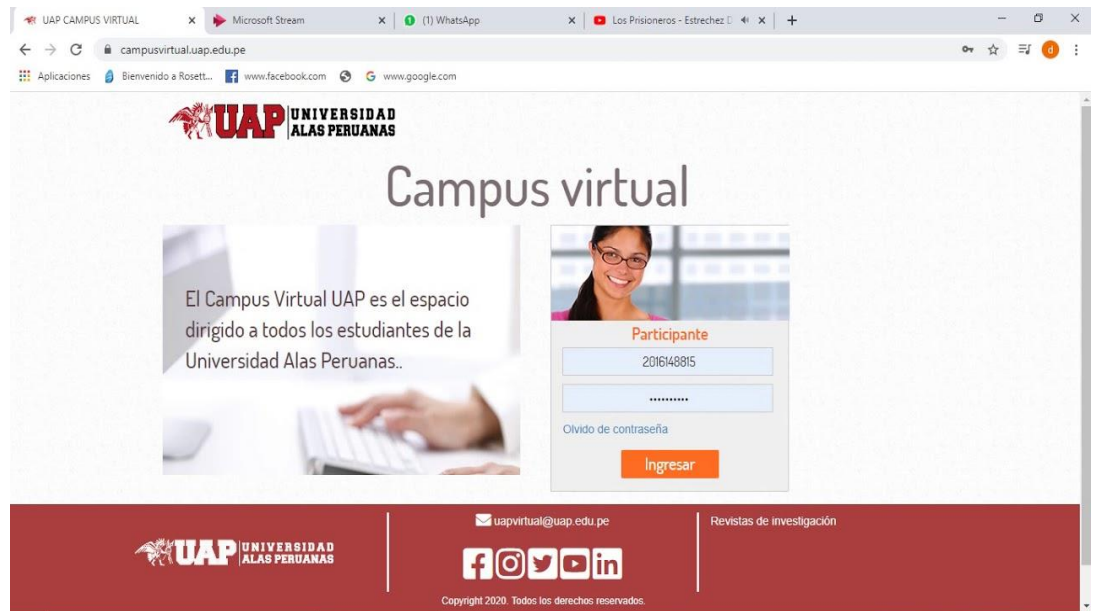 UAP CAMPUS VIRTUAL
Microsoft Stream
(1) WhatsApp
Los Prisioneros - Estrechez D
campusvirtual.uap.edu.pe
d
Aplicaciones
Bienvenido a Rosett...
www.facebook.com
www.google.com
UAP UNIVERSIDAD
ALAS PERUANAS
Campus virtual
El Campus Virtual UAP es el espacio
dirigido a todos los estudiantes de la
Universidad Alas Peruanas..
Participante
2016148815
••••••••••
Olvido de contraseña
Ingresar
UAP UNIVERSIDAD
ALAS PERUANAS
uapvirtual@uap.edu.pe
Revistas de investigación
Copyright 2020. Todos los derechos reservados.